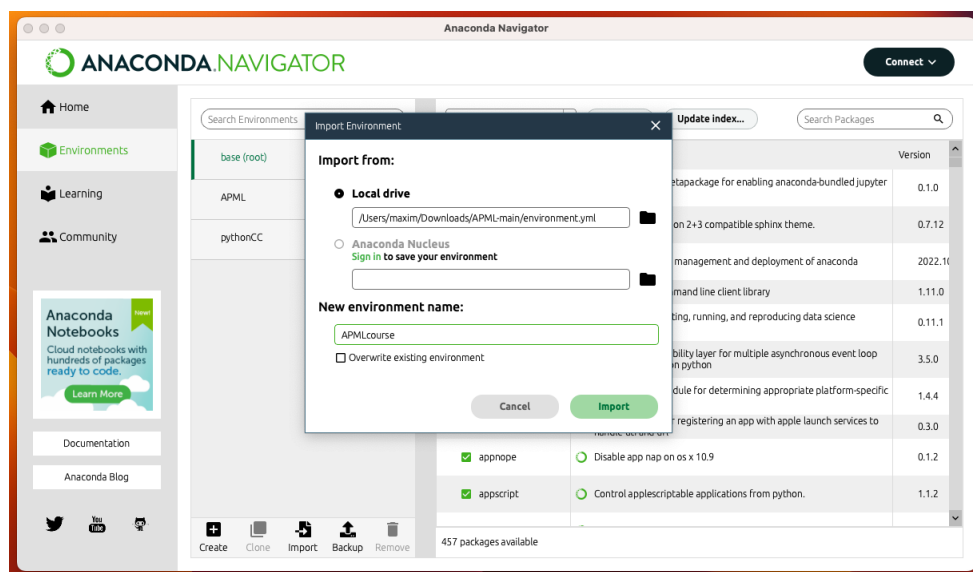 Anaconda Navigator
ANACONDA.NAVIGATOR
Connect
Home
Environments
Learning
Community
Anaconda
Notebooks
New!
Cloud notebooks with
hundreds of packages
ready to code.
Learn More
Documentation
Anaconda Blog
You
Tube
Search Environments
base (root)
APML
pythonCC
Create
Clone
Import
Backup
Remove
Update index...
Search Packages
Version
etapackage for enabling anaconda-bundled jupyter
0.1.0
on 2+3 compatible sphinx theme.
0.7.12
management and deployment of anaconda
2022.10
mand line client library
1.11.0
ting, running, and reproducing data science
0.11.1
bility layer for multiple asynchronous event loop
on python
3.5.0
dule for determining appropriate platform-specific
1.4.4
r registering an app with apple launch services to
0.3.0
appnope
Disable app nap on os x 10.9
0.1.2
appscript
Control applescriptable applications from python.
1.1.2
457 packages available
Import Environment
Import from:
Local drive
/Users/maxim/Downloads/APML-main/environment.yml
Anaconda Nucleus
Sign in to save your environment
New environment name:
APMLcourse
Overwrite existing environment
Cancel
Import